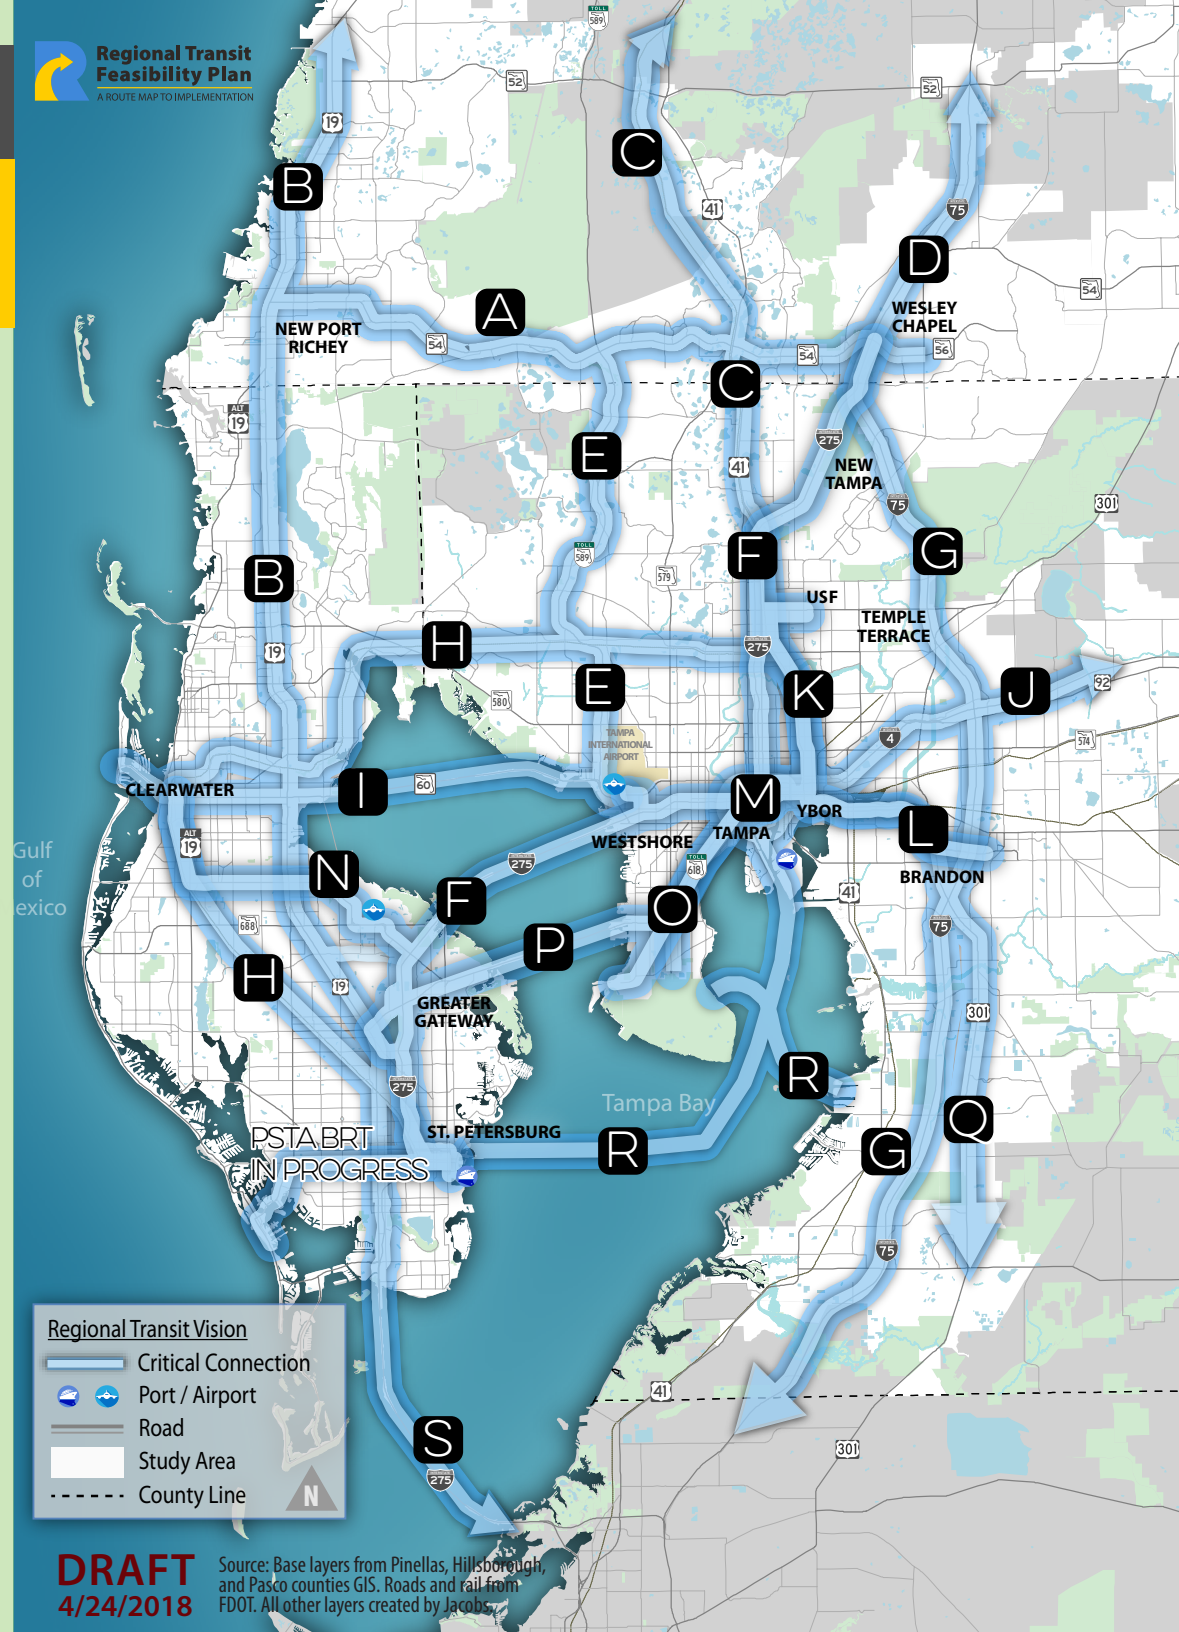 Regional Transit
Feasibility Plan
A ROUTE MAP TO IMPLEMENTATION
TOLL
589
52
52
19
C
B
41
75
D
54
A
WESLEY
CHAPEL
NEW PORT
RICHEY
54
54
56
C
ALT
19
275
E
41
NEW
TAMPA
75
301
TOLL
589
F
G
B
579
USF
TEMPLE
TERRACE
H
19
275
E
K
J
92
580
TAMPA
INTERNATIONAL
AIRPORT
4
574
I
60
CLEARWATER
M
YBOR
L
ALT
19
WESTSHORE
TAMPA
Gulf
of
exico
N
275
TOLL
618
BRANDON
41
F
O
688
P
75
H
19
GREATER
GATEWAY
301
275
R
Tampa Bay
PSTA BRT
IN PROGRESS
ST. PETERSBURG
R
G
Q
75
Regional Transit Vision
Critical Connection
Port / Airport
Road
Study Area
County Line
N
41
301
S
275
DRAFT
4/24/2018
Source: Base layers from Pinellas, Hillsborough,
and Pasco counties GIS. Roads and rail from
FDOT. All other layers created by Jacobs.